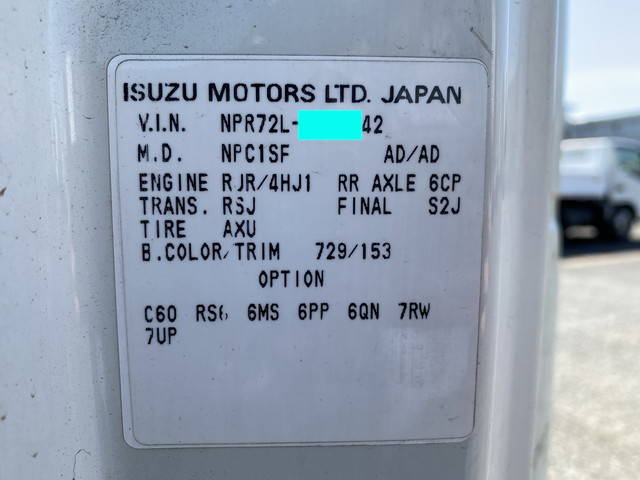 ISUZU MOTORS LTD. JAPAN
V.I.N. NPR72L- 42
M.D. NPC1SF AD/AD
ENGINE RJR/4HJ1 RR AXLE 6CP
TRANS. RSJ FINAL S2J
TIRE AXU
B.COLOR/TRIM 729/153
OPTION
C60 RS6 6MS 6PP 6QN 7RW
7UP